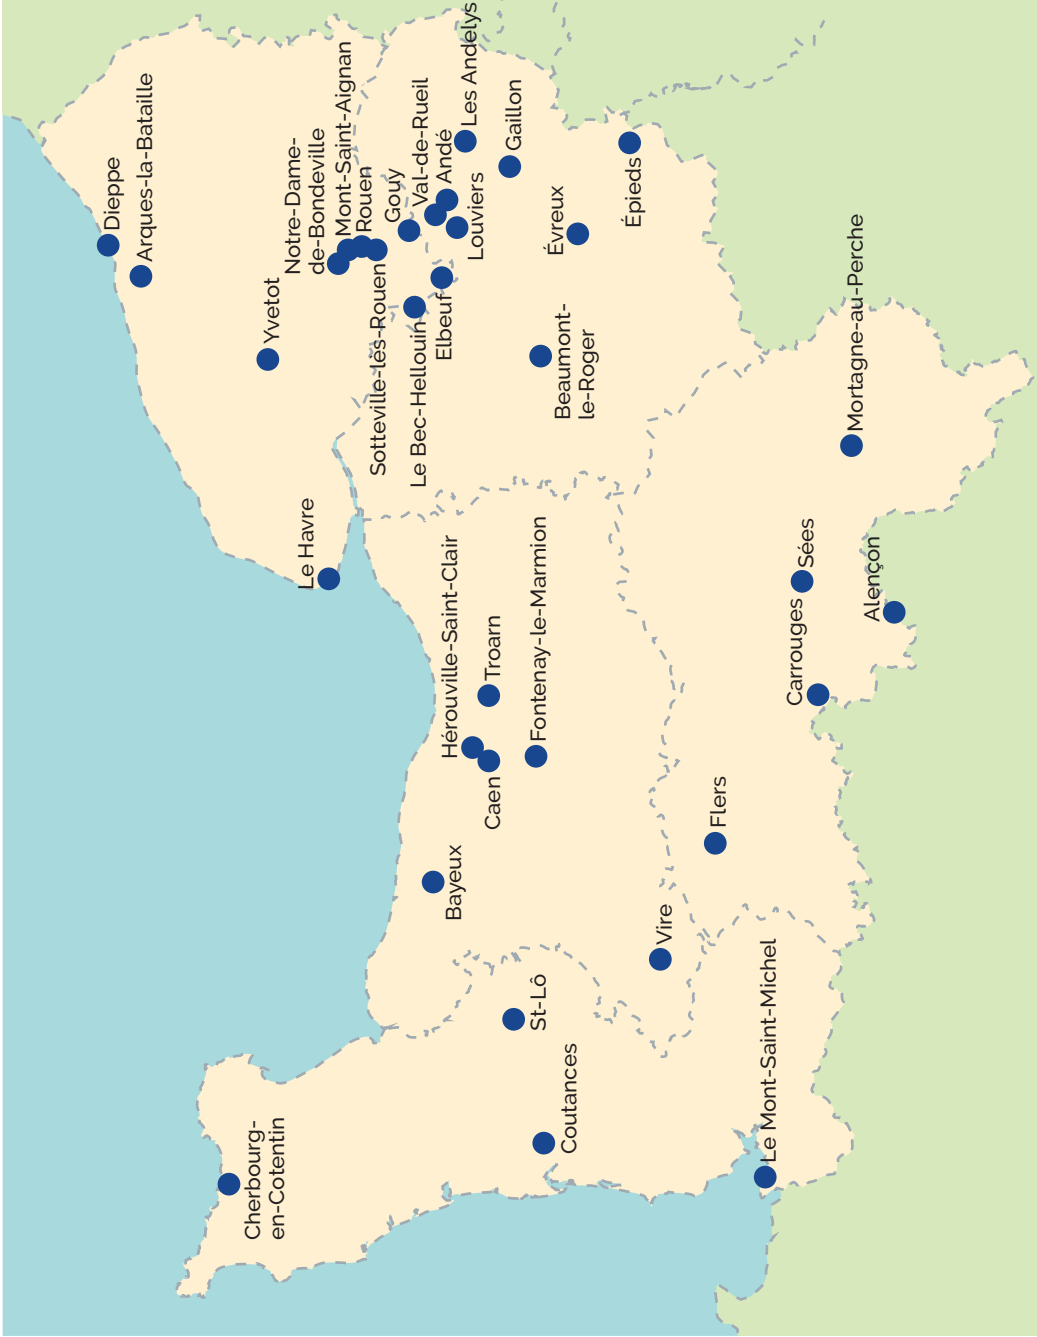 Dieppe
Arques-la-Bataille
Notre-Dame-
de-Bondeville
Mont-Saint-Aignan
Rouen
Gouy
Val-de-Rueil
Andé
Les Andelys
Gaillon
Louviers
Yvetot
Sotteville-lès-Rouen
Le Bec-Hellouin
Elbeuf
Évreux
Épieds
Beaumont-
le-Roger
Le Havre
Mortagne-au-Perche
Hérouville-Saint-Clair
Troarn
Fontenay-le-Marmion
Caen
Sées
Carrouges
Alençon
Bayeux
Flers
Vire
St-Lô
Coutances
Cherbourg-
en-Cotentin
Le Mont-Saint-Michel